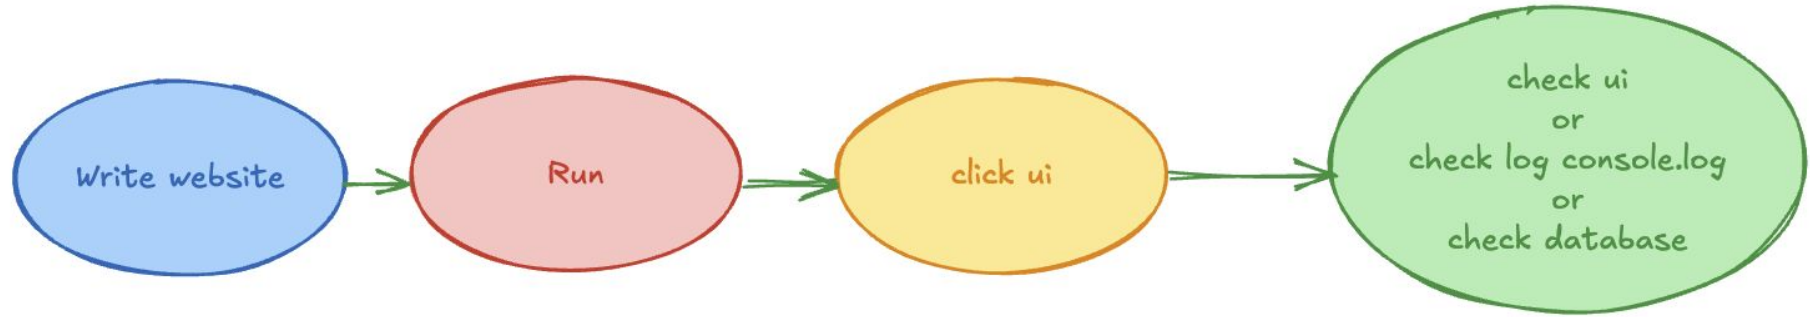 Write website
Run
click ui
check ui
or
check log console.log
or
check database